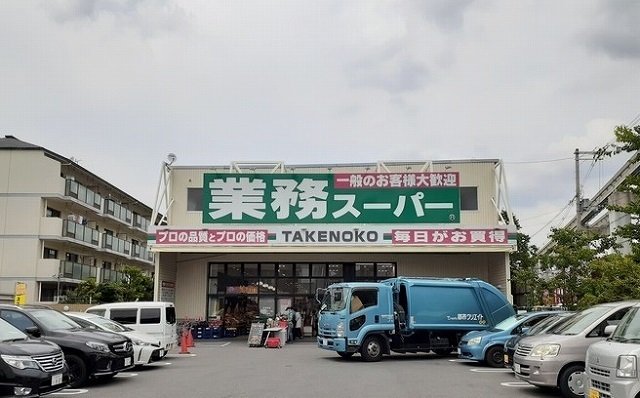 一般のお客様大歓迎
業務スーパー
プロの品質とプロの価格
TAKENOKO
毎日がお買得